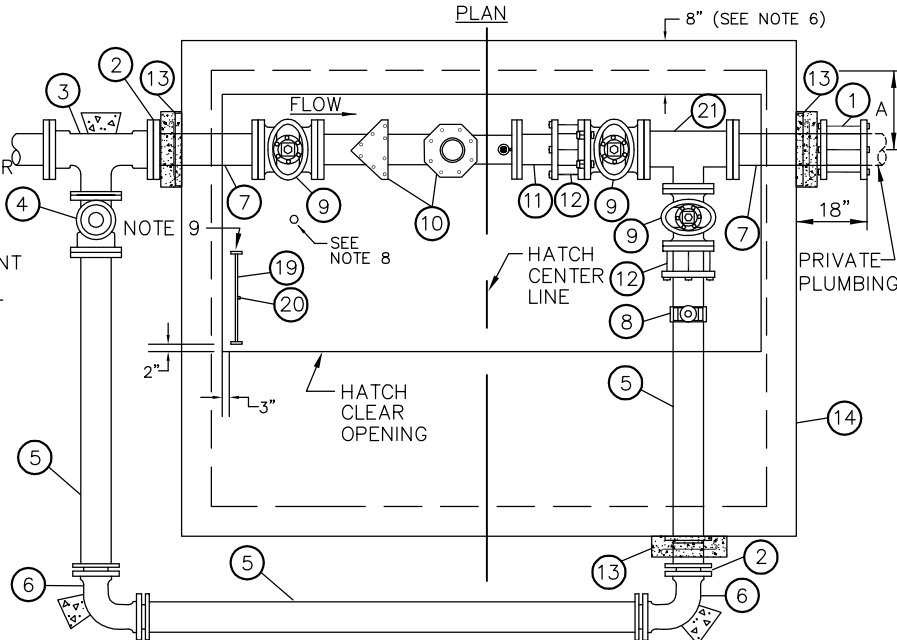 PLAN
8" (SEE NOTE 6)
2
13
3
13
1
FLOW
21
A
R
4
7
9
10
11
12
9
7
NOTE 9
SEE
NOTE 8
9
18"
ENT
19
HATCH
CENTER
LINE
12
PRIVATE
PLUMBING
20
8
2"
3"
HATCH
CLEAR
OPENING
5
14
5
5
13
2
6
6